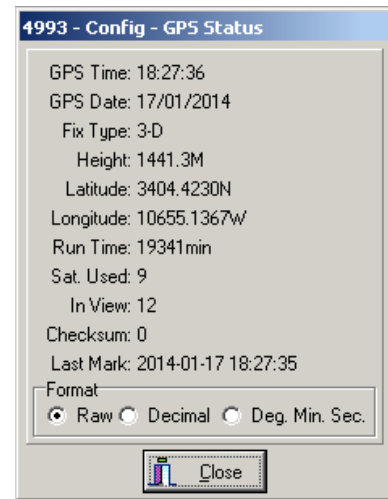 4993 - Config - GPS Status
GPS Time: 18:27:36
GPS Date: 17/01/2014
Fix Type: 3-D
Height: 1441.3M
Latitude: 3404.4230N
Longitude: 10655.1367W
Run Time: 19341min
Sat. Used: 9
In View: 12
Checksum: 0
Last Mark: 2014-01-17 18:27:35
Format
Raw Decimal Deg. Min. Sec.
Close